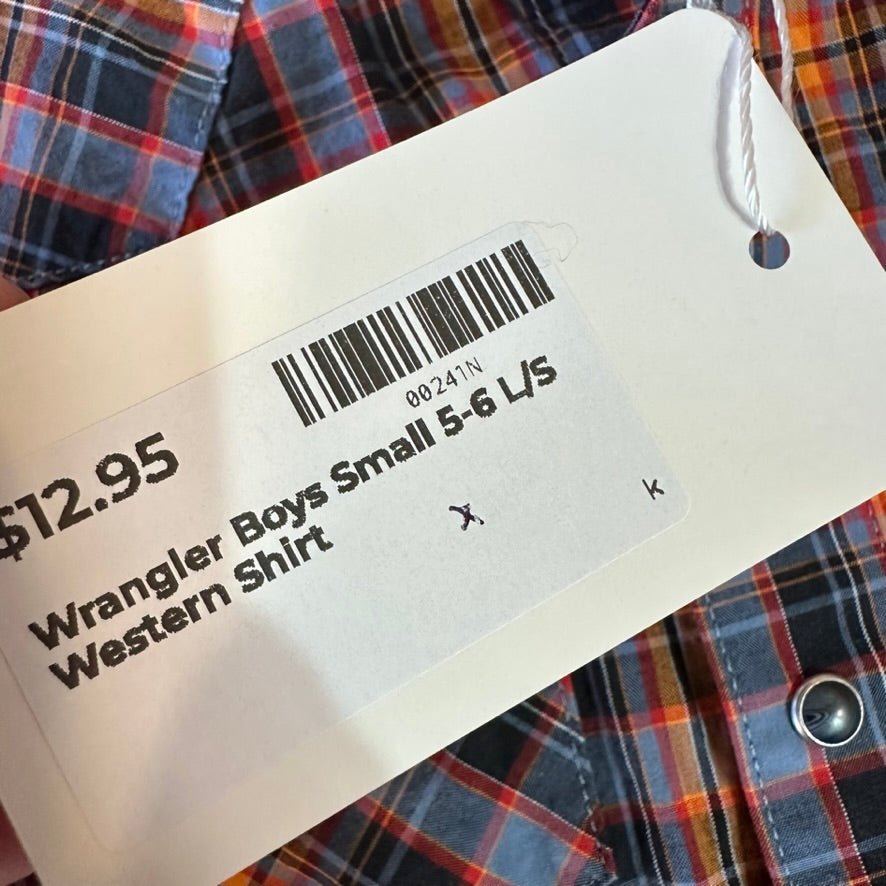 00241N
$12.95
Wrangler Boys Small 5-6 L/S
Western Shirt
x
k